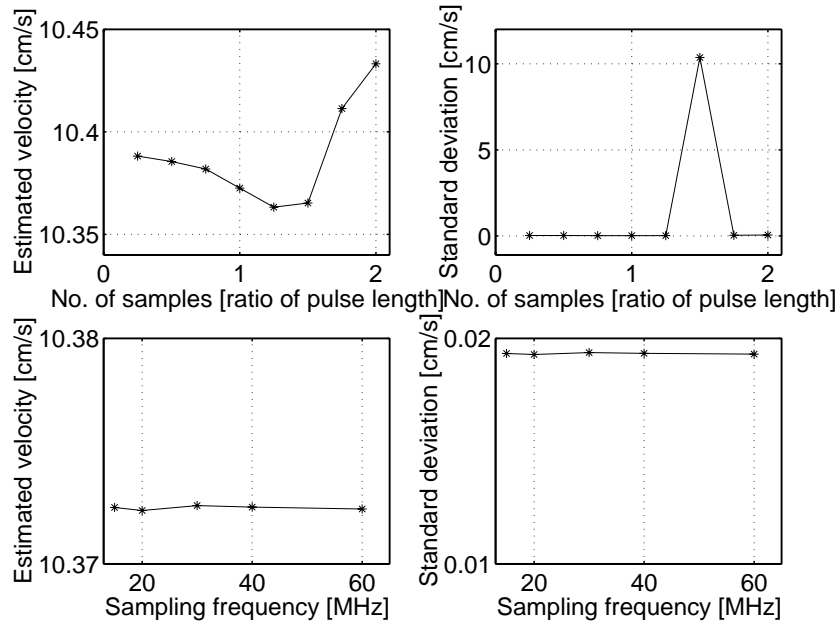 10.45
10.4
10.35
Estimated velocity [cm/s]
0 1 2
No. of samples [ratio of pulse length]
10
5
0
Standard deviation [cm/s]
0 1 2
No. of samples [ratio of pulse length]
10.38
10.37
Estimated velocity [cm/s]
20 40 60
Sampling frequency [MHz]
0.02
0.01
Standard deviation [cm/s]
20 40 60
Sampling frequency [MHz]